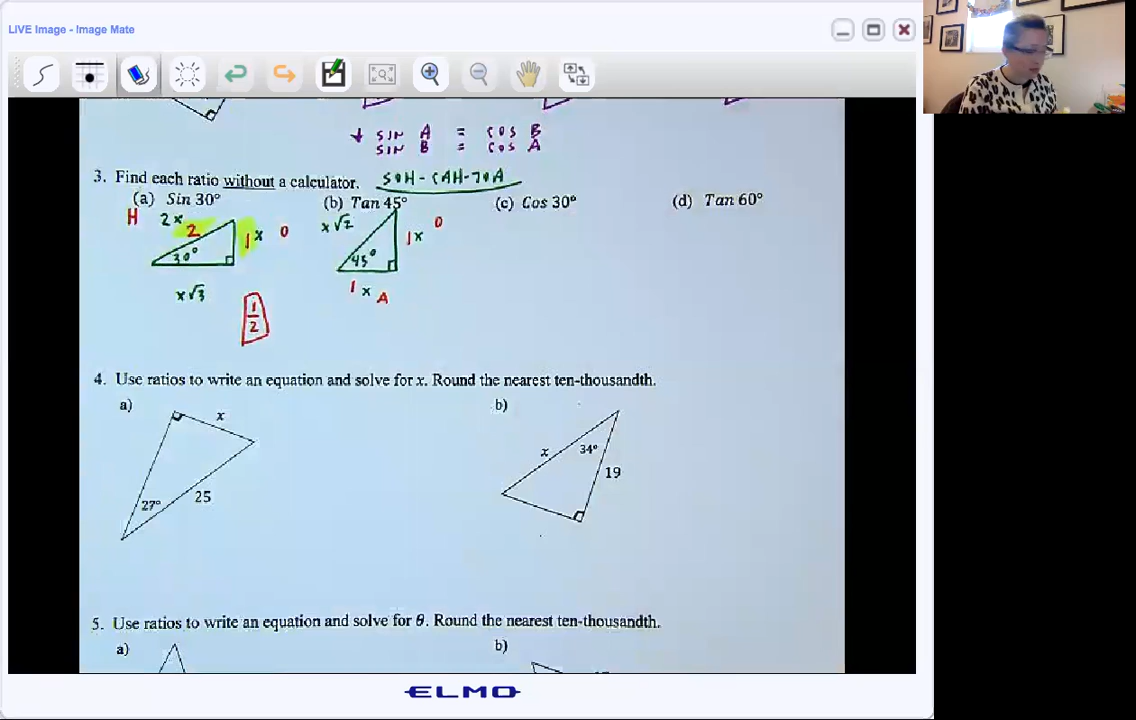 LIVE Image - Image Mate
↓ SIN A = COS B
SIN B = COS A
3. Find each ratio without a calculator. SOH-CAH-TOA
(a) Sin 30° (b) Tan 45° (c) Cos 30° (d) Tan 60°
H 2x 2 1x O x√2 1x O
30° 45°
x√3 1x A
1/2
4. Use ratios to write an equation and solve for x. Round the nearest ten-thousandth.
a) b)
x
x 34°
19
27° 25
5. Use ratios to write an equation and solve for θ. Round the nearest ten-thousandth.
a) b)
ELMO